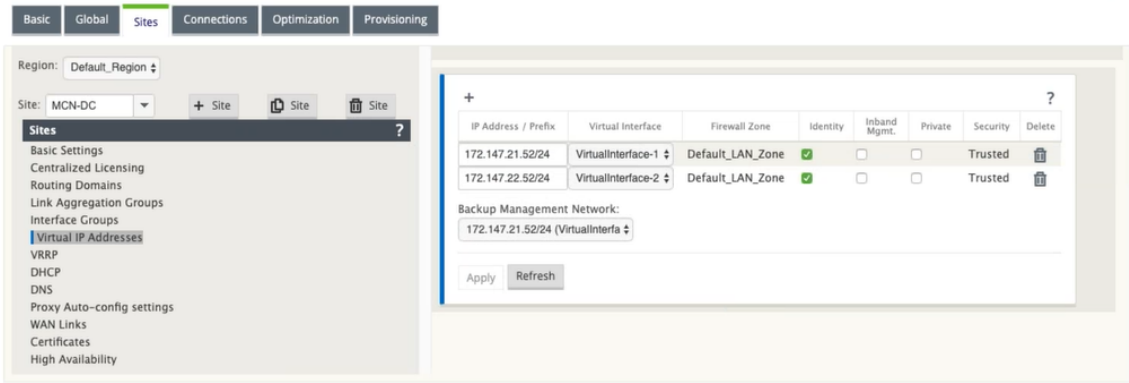 Basic Global Sites Connections Optimization Provisioning
Region: Default_Region
Site: MCN-DC + Site Site Site
Sites ?
Basic Settings
Centralized Licensing
Routing Domains
Link Aggregation Groups
Interface Groups
Virtual IP Addresses
VRRP
DHCP
DNS
Proxy Auto-config settings
WAN Links
Certificates
High Availability
+ ?
IP Address / Prefix Virtual Interface Firewall Zone Identity Inband Mgmt. Private Security Delete
172.147.21.52/24 VirtualInterface-1 Default_LAN_Zone Trusted
172.147.22.52/24 VirtualInterface-2 Default_LAN_Zone Trusted
Backup Management Network:
172.147.21.52/24 (VirtualInterfa
Apply Refresh